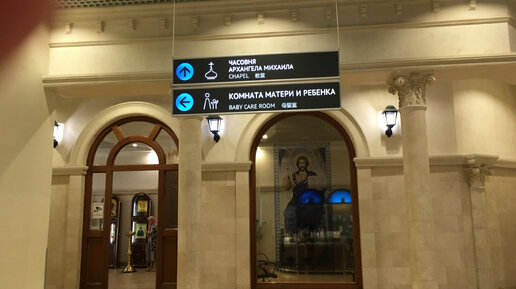 ЧАСОВНЯ
АРХАНГЕЛА МИХАИЛА
CHAPEL 教堂
КОМНАТА МАТЕРИ И РЕБЕНКА
BABY CARE ROOM 母婴室